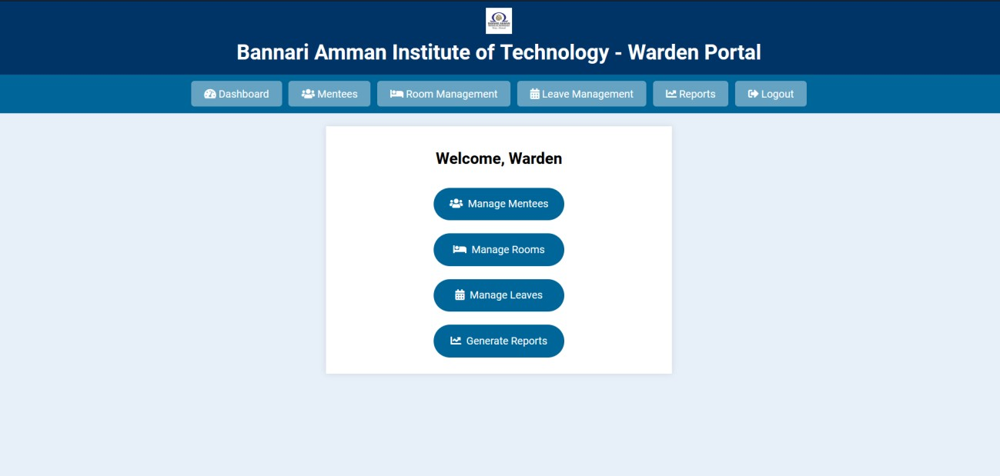 Bannari Amman Institute of Technology - Warden Portal
Dashboard
Mentees
Room Management
Leave Management
Reports
Logout
Welcome, Warden
Manage Mentees
Manage Rooms
Manage Leaves
Generate Reports